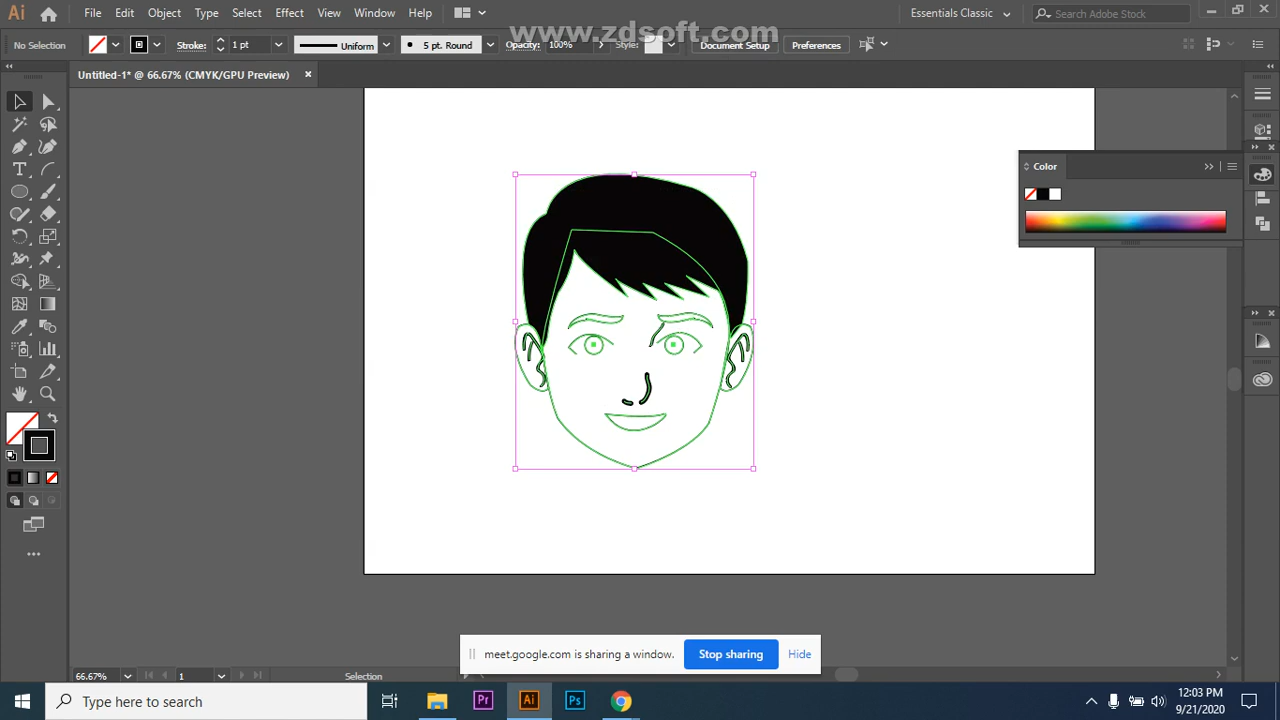 Ai File Edit Object Type Select Effect View Window Help Essentials Classic Search Adobe Stock
www.zdsoft.com
No Selection Stroke: 1 pt Uniform 5 pt. Round Opacity: 100% Style: Document Setup Preferences
Untitled-1* @ 66.67% (CMYK/GPU Preview)
Color
meet.google.com is sharing a window. Stop sharing Hide
66.67% 1 Selection
Type here to search Pr Ai Ps 12:03 PM
9/21/2020